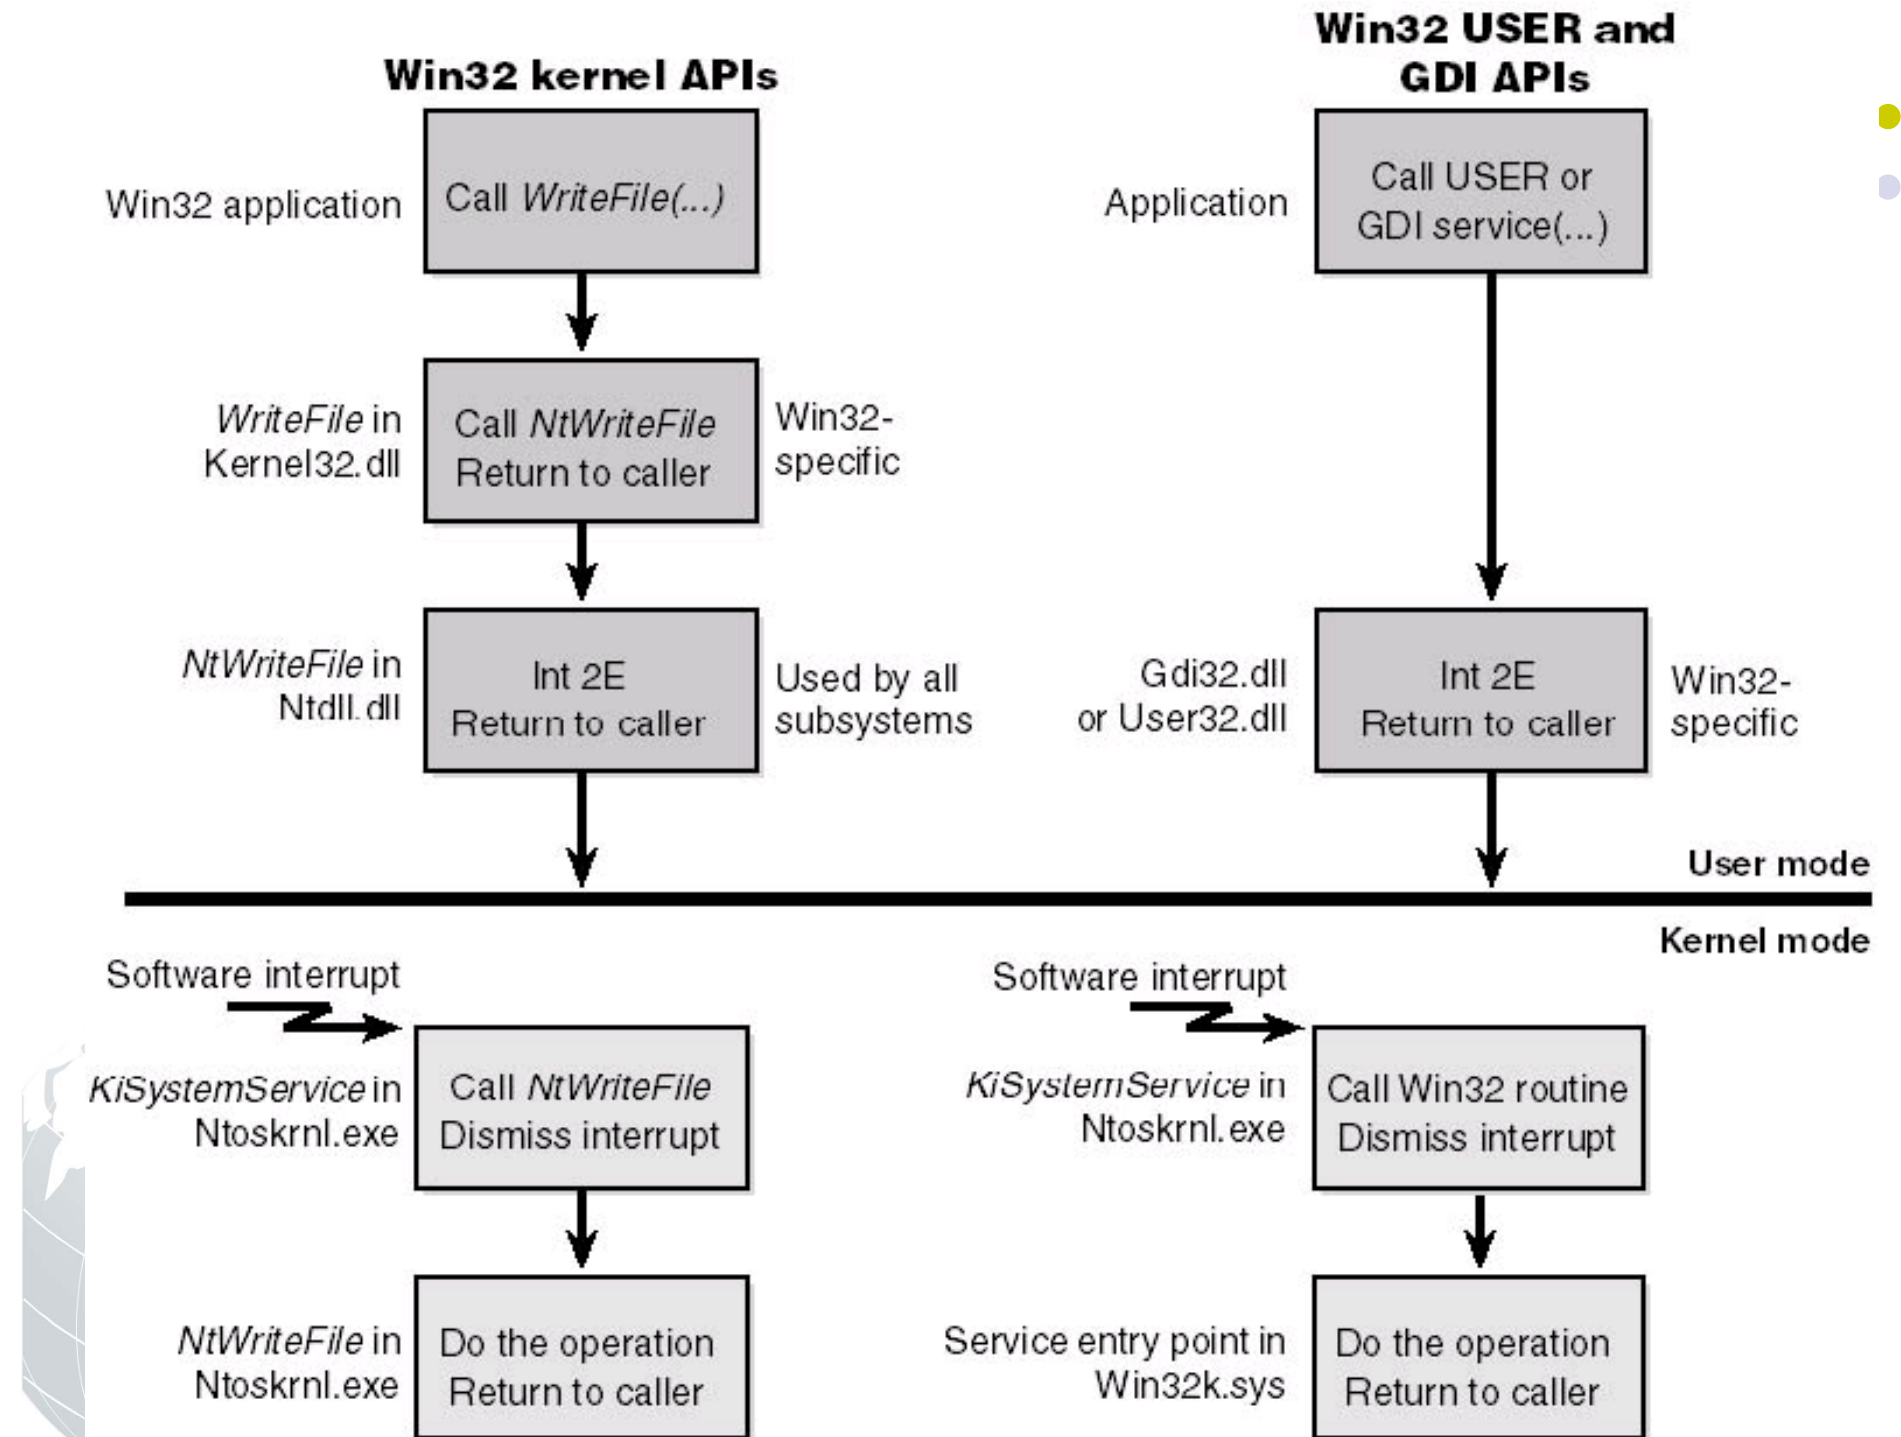 Win32 kernel APIs
Win32 application
Call WriteFile(...)
WriteFile in
Kernel32.dll
Call NtWriteFile
Return to caller
Win32-
specific
NtWriteFile in
Ntdll.dll
Int 2E
Return to caller
Used by all
subsystems
Win32 USER and
GDI APIs
Application
Call USER or
GDI service(...)
Gdi32.dll
or User32.dll
Int 2E
Return to caller
Win32-
specific
User mode
Kernel mode
Software interrupt
KiSystemService in
Ntoskrnl.exe
Call NtWriteFile
Dismiss interrupt
NtWriteFile in
Ntoskrnl.exe
Do the operation
Return to caller
Software interrupt
KiSystemService in
Ntoskrnl.exe
Call Win32 routine
Dismiss interrupt
Service entry point in
Win32k.sys
Do the operation
Return to caller